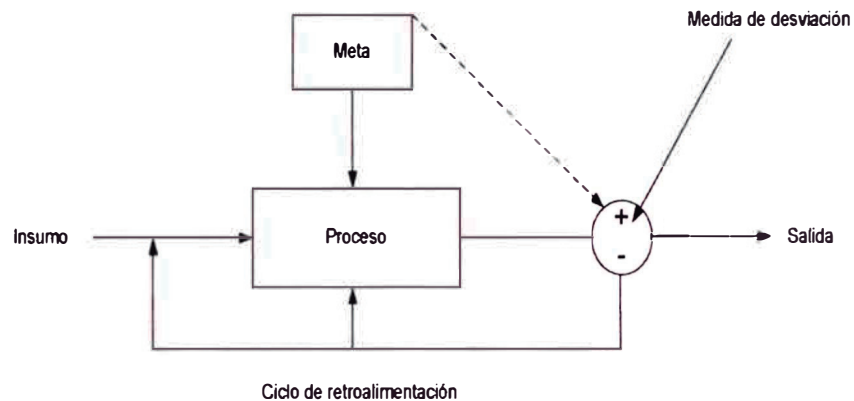 Medida de desviación
Meta
+
Insumo
Proceso
Salida
-
Ciclo de retroalimentación